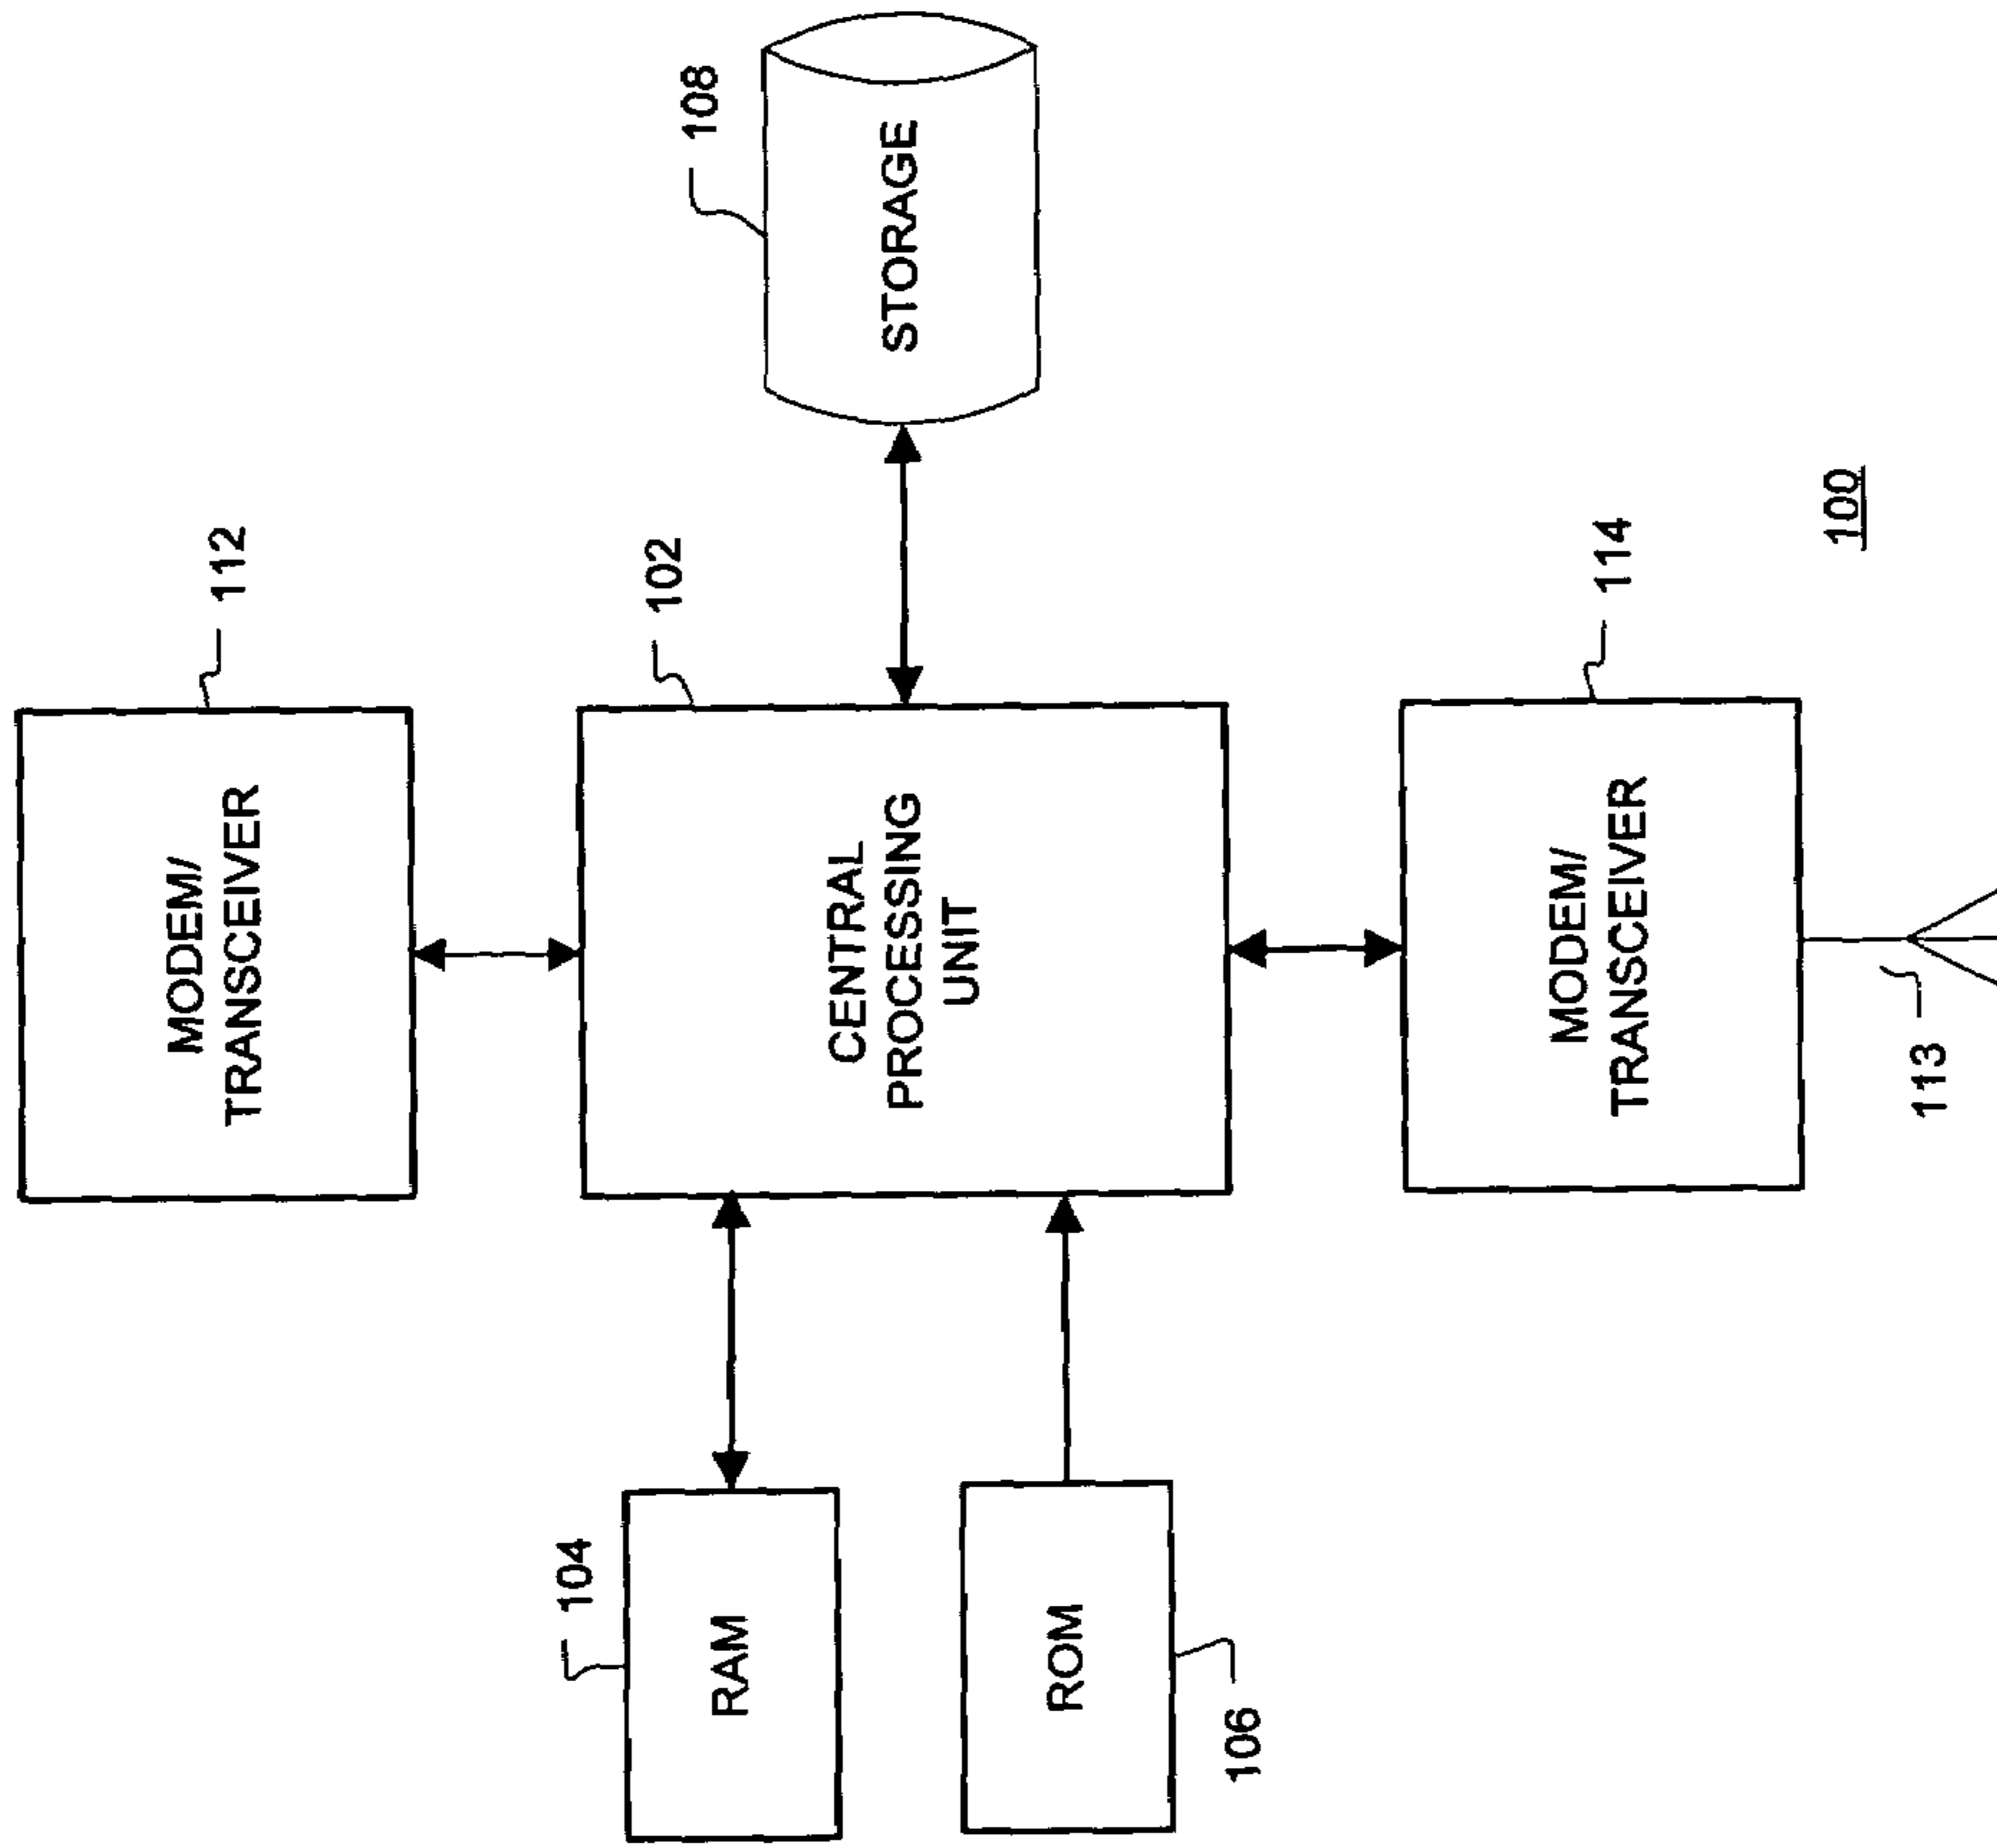 104
RAM
ROM
106
MODEM/
TRANSCEIVER
112
CENTRAL
PROCESSING
UNIT
102
MODEM/
TRANSCEIVER
114
113
STORAGE
108
100